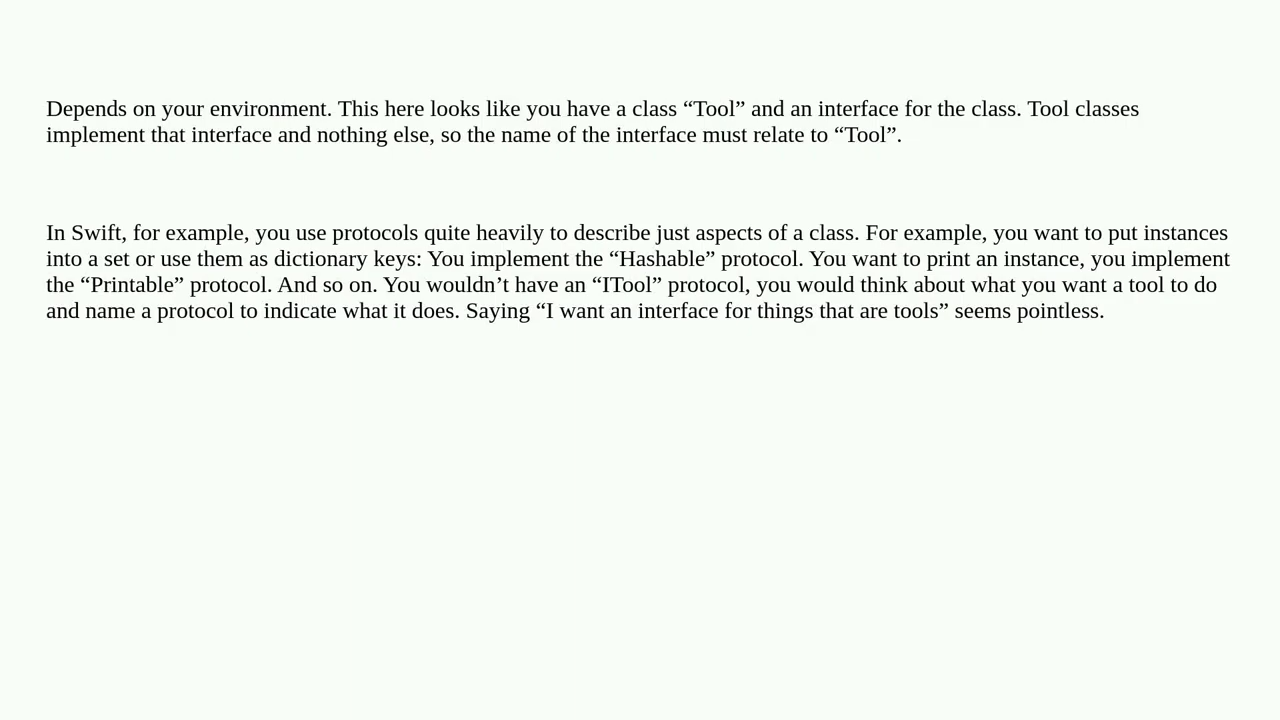 Depends on your environment. This here looks like you have a class “Tool” and an interface for the class. Tool classes
implement that interface and nothing else, so the name of the interface must relate to “Tool”.
In Swift, for example, you use protocols quite heavily to describe just aspects of a class. For example, you want to put instances
into a set or use them as dictionary keys: You implement the “Hashable” protocol. You want to print an instance, you implement
the “Printable” protocol. And so on. You wouldn’t have an “ITool” protocol, you would think about what you want a tool to do
and name a protocol to indicate what it does. Saying “I want an interface for things that are tools” seems pointless.